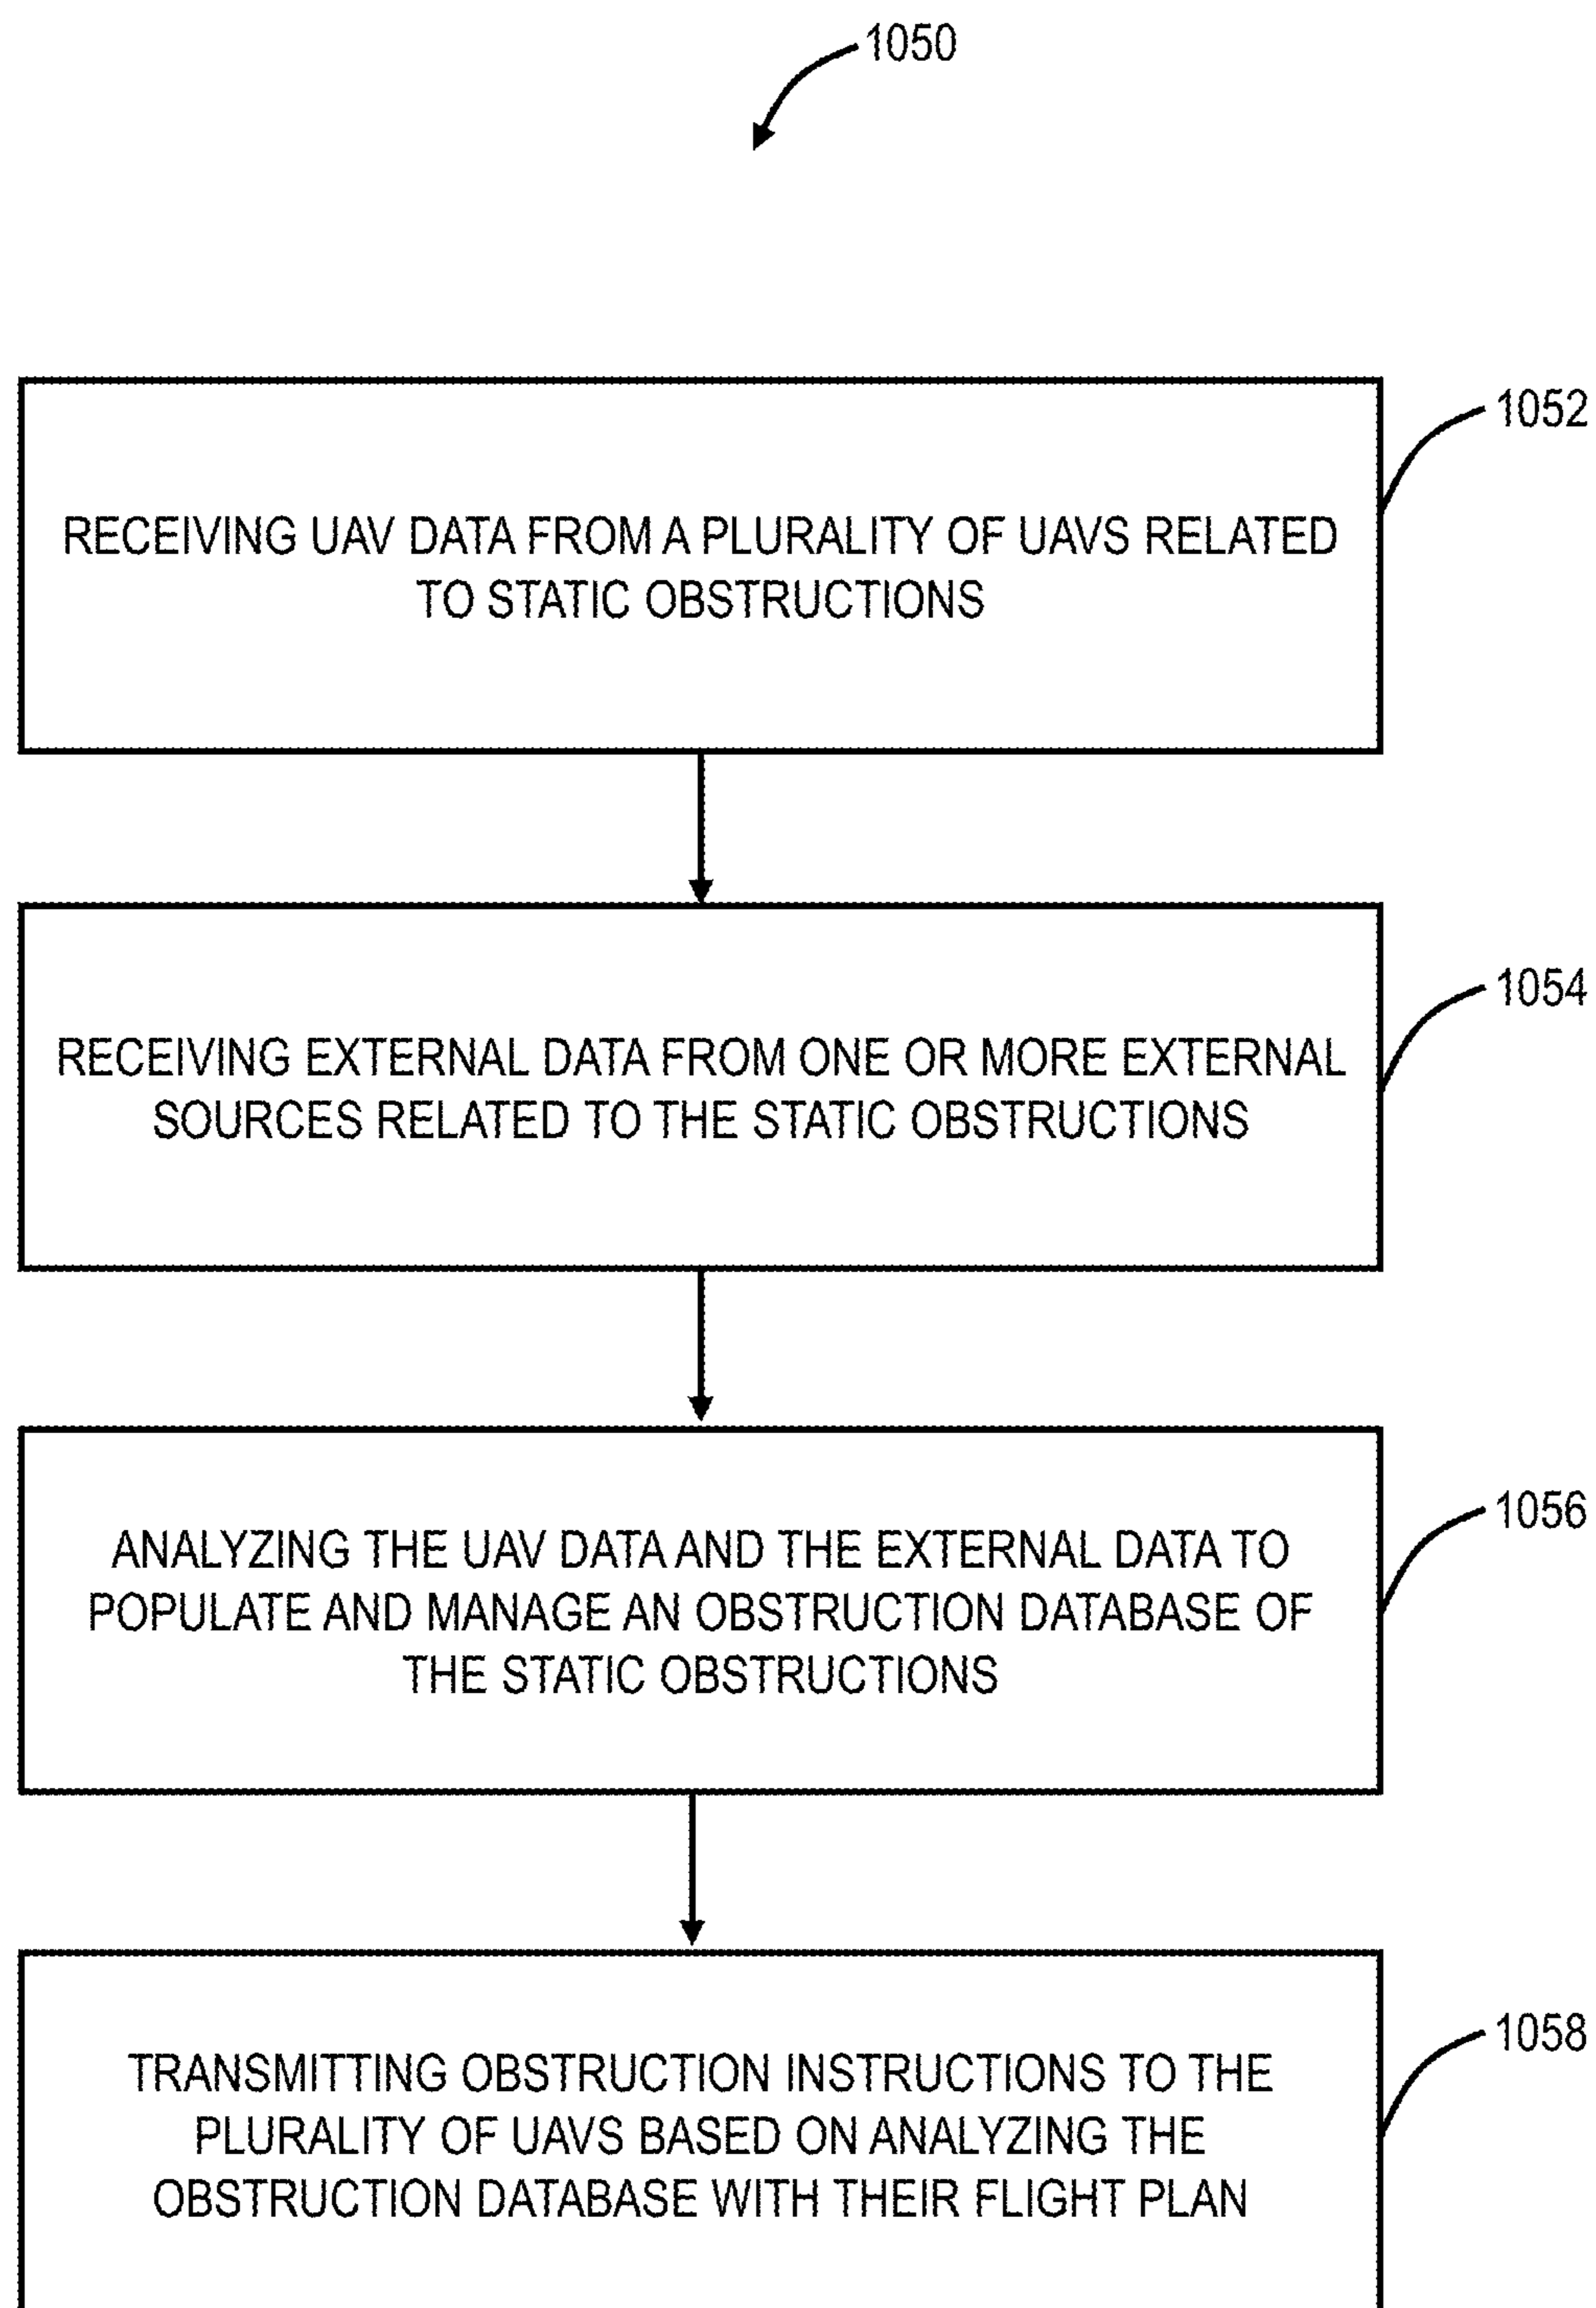 1050
1052
RECEIVING UAV DATA FROM A PLURALITY OF UAVS RELATED
TO STATIC OBSTRUCTIONS
1054
RECEIVING EXTERNAL DATA FROM ONE OR MORE EXTERNAL
SOURCES RELATED TO THE STATIC OBSTRUCTIONS
1056
ANALYZING THE UAV DATA AND THE EXTERNAL DATA TO
POPULATE AND MANAGE AN OBSTRUCTION DATABASE OF
THE STATIC OBSTRUCTIONS
1058
TRANSMITTING OBSTRUCTION INSTRUCTIONS TO THE
PLURALITY OF UAVS BASED ON ANALYZING THE
OBSTRUCTION DATABASE WITH THEIR FLIGHT PLAN